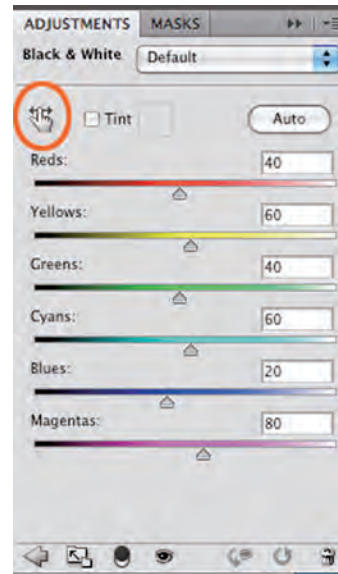 ADJUSTMENTS MASKS
Black & White Default
Tint Auto
Reds: 40
Yellows: 60
Greens: 40
Cyans: 60
Blues: 20
Magentas: 80